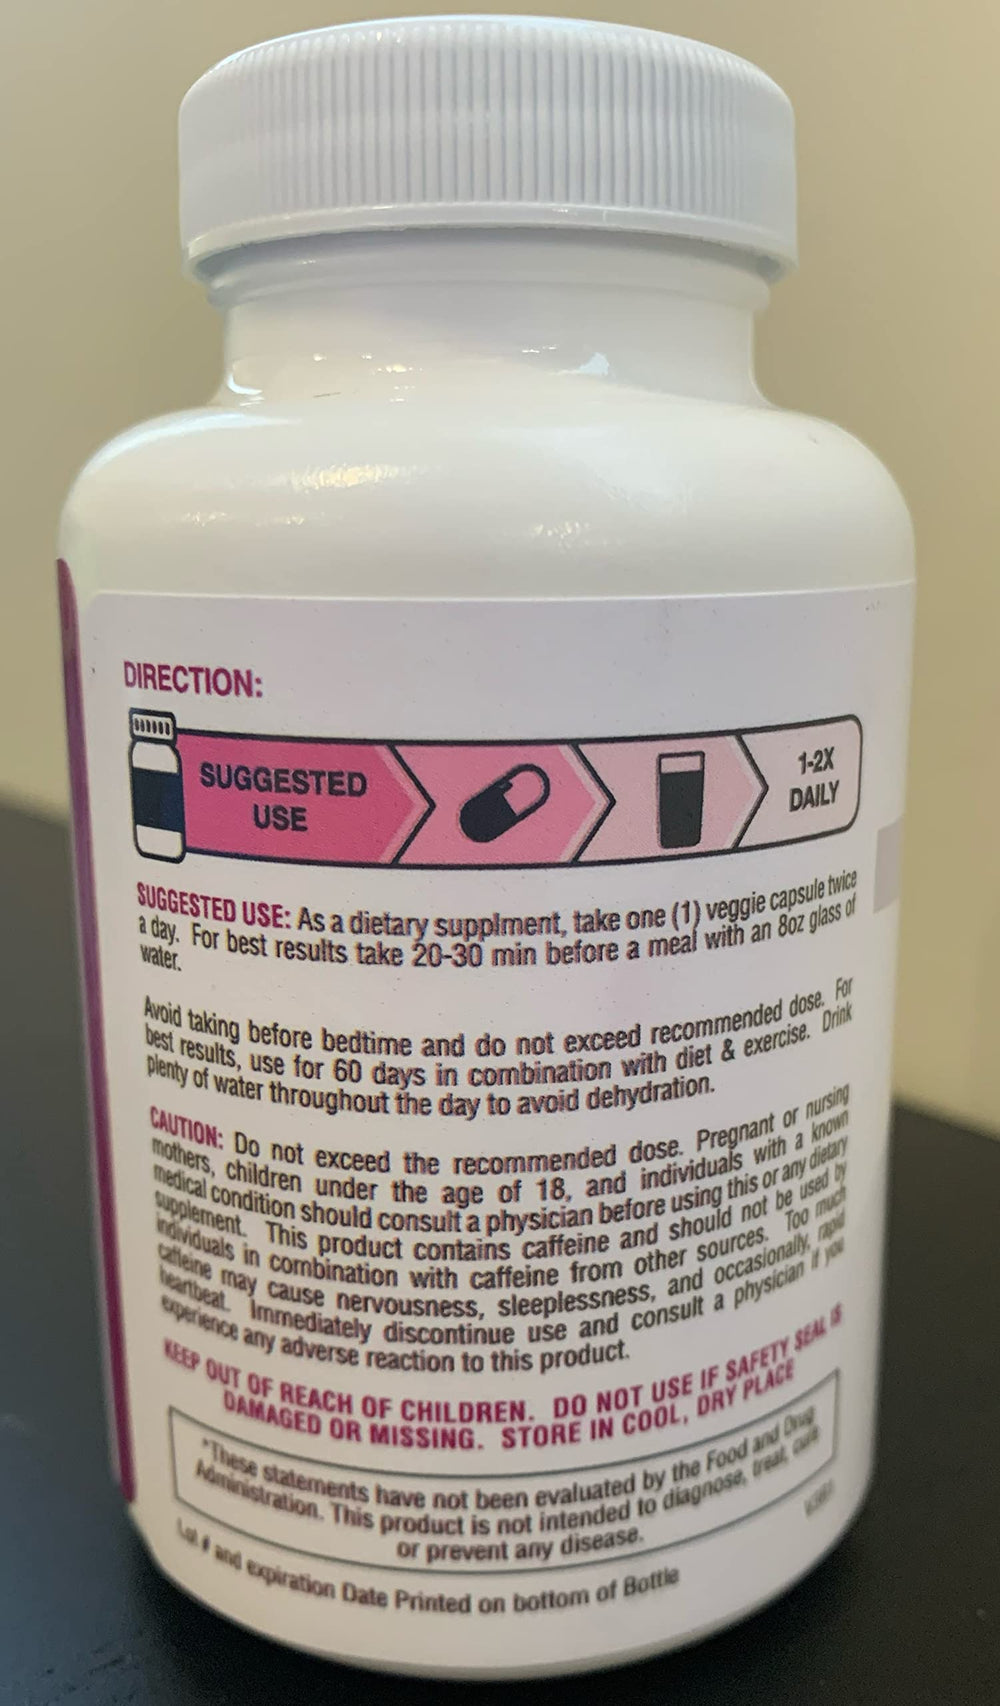 DIRECTION:
SUGGESTED
USE
1-2X
DAILY
SUGGESTED USE: As a dietary supplment, take one (1) veggie capsule twice
a day. For best results take 20-30 min before a meal with an 8oz glass of
water.
Avoid taking before bedtime and do not exceed recommended dose. For
best results, use for 60 days in combination with diet & exercise. Drink
plenty of water throughout the day to avoid dehydration.
CAUTION: Do not exceed the recommended dose. Pregnant or nursing
mothers, children under the age of 18, and individuals with a known
medical condition should consult a physician before using this or any dietary
supplement. This product contains caffeine and should not be used by
individuals in combination with caffeine from other sources. Too much
caffeine may cause nervousness, sleeplessness, and occasionally, rapid
heartbeat. Immediately discontinue use and consult a physician if you
experience any adverse reaction to this product.
KEEP OUT OF REACH OF CHILDREN. DO NOT USE IF SAFETY SEAL IS
DAMAGED OR MISSING. STORE IN COOL, DRY PLACE
*These statements have not been evaluated by the Food and Drug
Administration. This product is not intended to diagnose, treat, cure
or prevent any disease.
Lot # and expiration Date Printed on bottom of Bottle